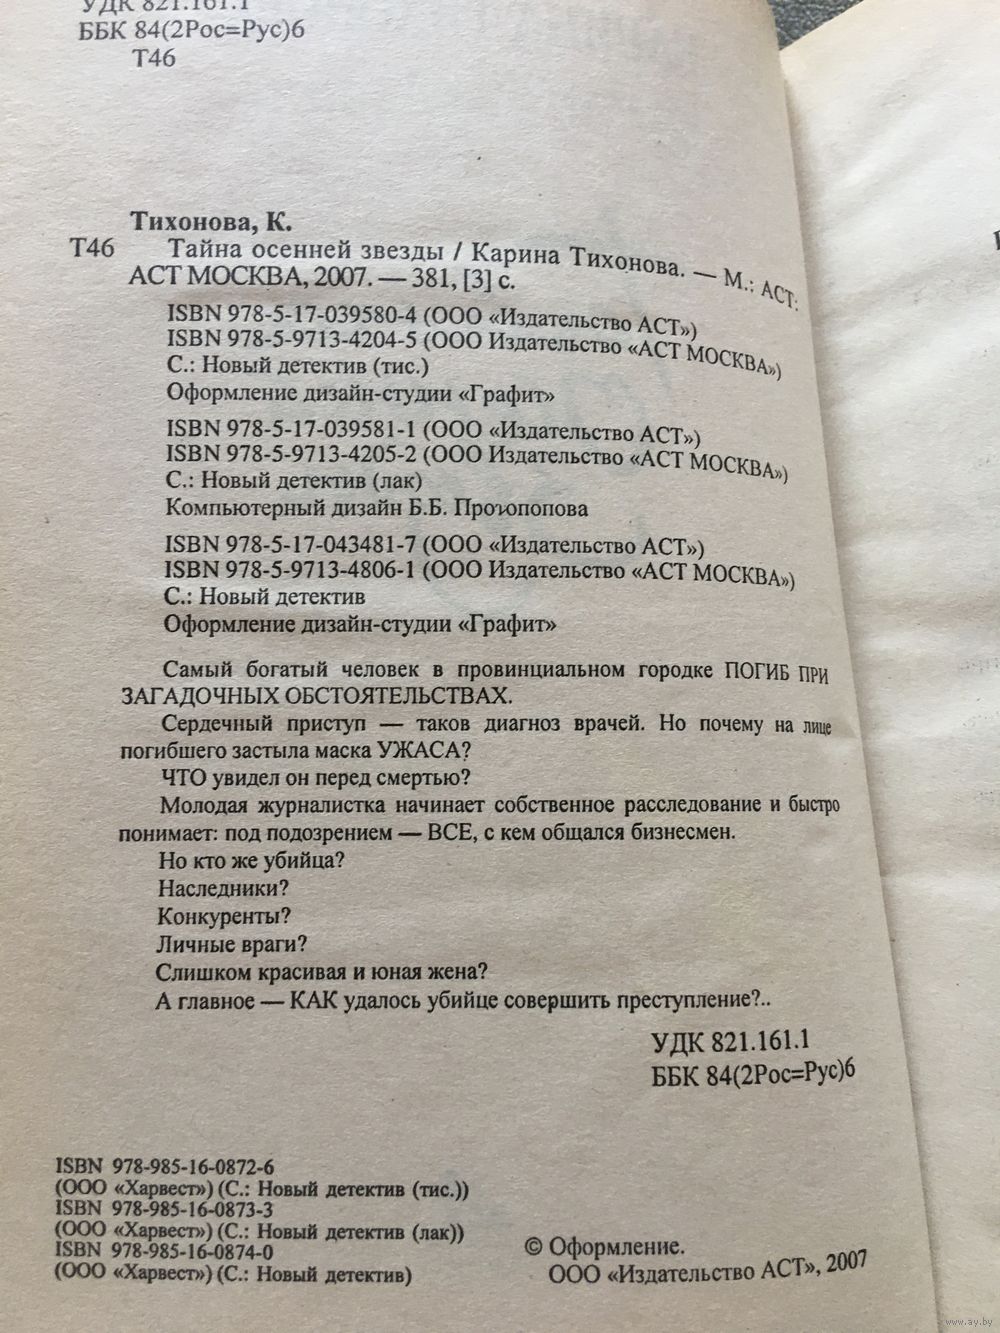 УДК 821.161.1
ББК 84(2Рос=Рус)6
Т46
Тихонова, К.
Т46 Тайна осенней звезды / Карина Тихонова. — М.: АСТ:
АСТ МОСКВА, 2007. — 381, [3] с.
ISBN 978-5-17-039580-4 (ООО «Издательство АСТ»)
ISBN 978-5-9713-4204-5 (ООО Издательство «АСТ МОСКВА»)
С.: Новый детектив (тис.)
Оформление дизайн-студии «Графит»
ISBN 978-5-17-039581-1 (ООО «Издательство АСТ»)
ISBN 978-5-9713-4205-2 (ООО Издательство «АСТ МОСКВА»)
С.: Новый детектив (лак)
Компьютерный дизайн Б.Б. Протопопова
ISBN 978-5-17-043481-7 (ООО «Издательство АСТ»)
ISBN 978-5-9713-4806-1 (ООО Издательство «АСТ МОСКВА»)
С.: Новый детектив
Оформление дизайн-студии «Графит»
Самый богатый человек в провинциальном городке ПОГИБ ПРИ
ЗАГАДОЧНЫХ ОБСТОЯТЕЛЬСТВАХ.
Сердечный приступ — таков диагноз врачей. Но почему на лице
погибшего застыла маска УЖАСА?
ЧТО увидел он перед смертью?
Молодая журналистка начинает собственное расследование и быстро
понимает: под подозрением — ВСЕ, с кем общался бизнесмен.
Но кто же убийца?
Наследники?
Конкуренты?
Личные враги?
Слишком красивая и юная жена?
А главное — КАК удалось убийце совершить преступление?..
УДК 821.161.1
ББК 84(2Рос=Рус)6
ISBN 978-985-16-0872-6
(ООО «Харвест») (С.: Новый детектив (тис.))
ISBN 978-985-16-0873-3
(ООО «Харвест») (С.: Новый детектив (лак))
ISBN 978-985-16-0874-0
(ООО «Харвест») (С.: Новый детектив)
© Оформление.
ООО «Издательство АСТ», 2007
www.ay.by